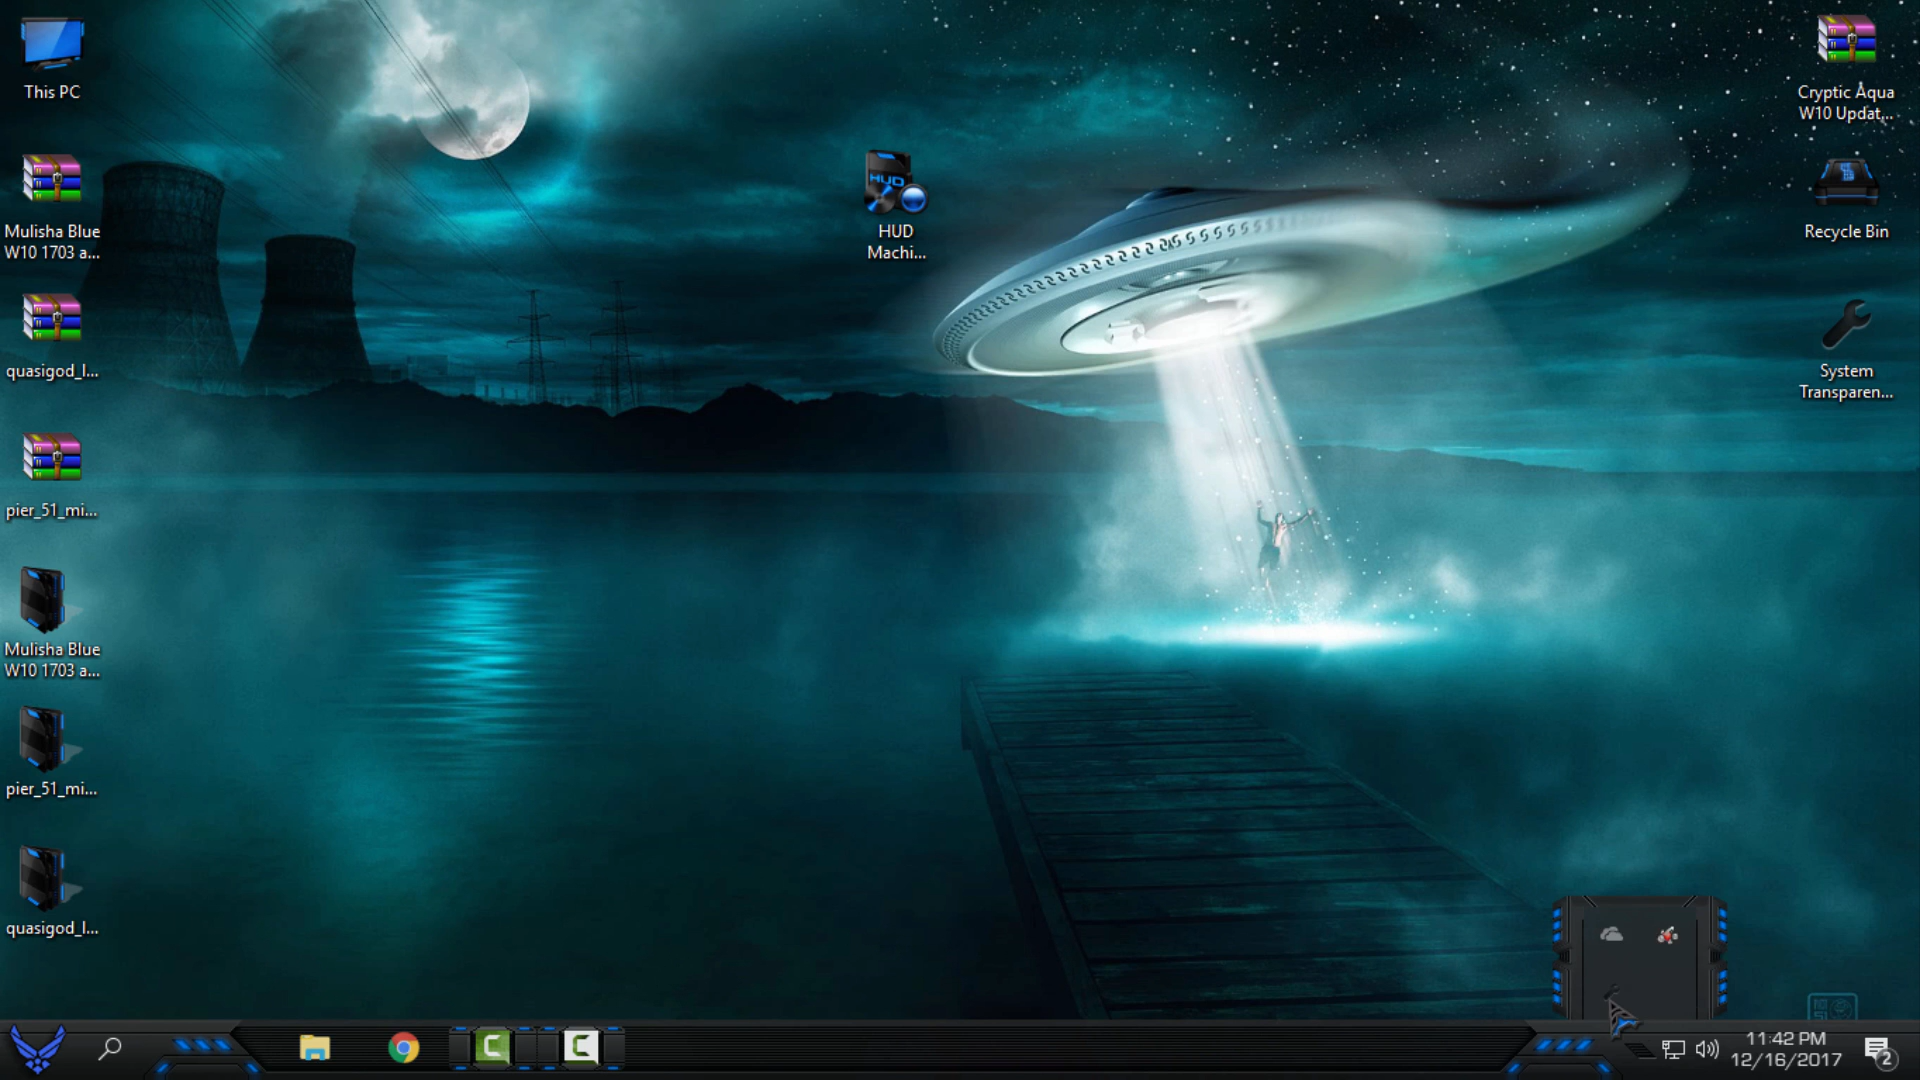 This PC
Mulisha Blue
W10 1703 a...
quasigod_l...
pier_51_mi...
Mulisha Blue
W10 1703 a...
pier_51_mi...
quasigod_l...
HUD
HUD
Machi...
Cryptic Aqua
W10 Updat...
Recycle Bin
System
Transparen...
11:42 PM
12/16/2017
2